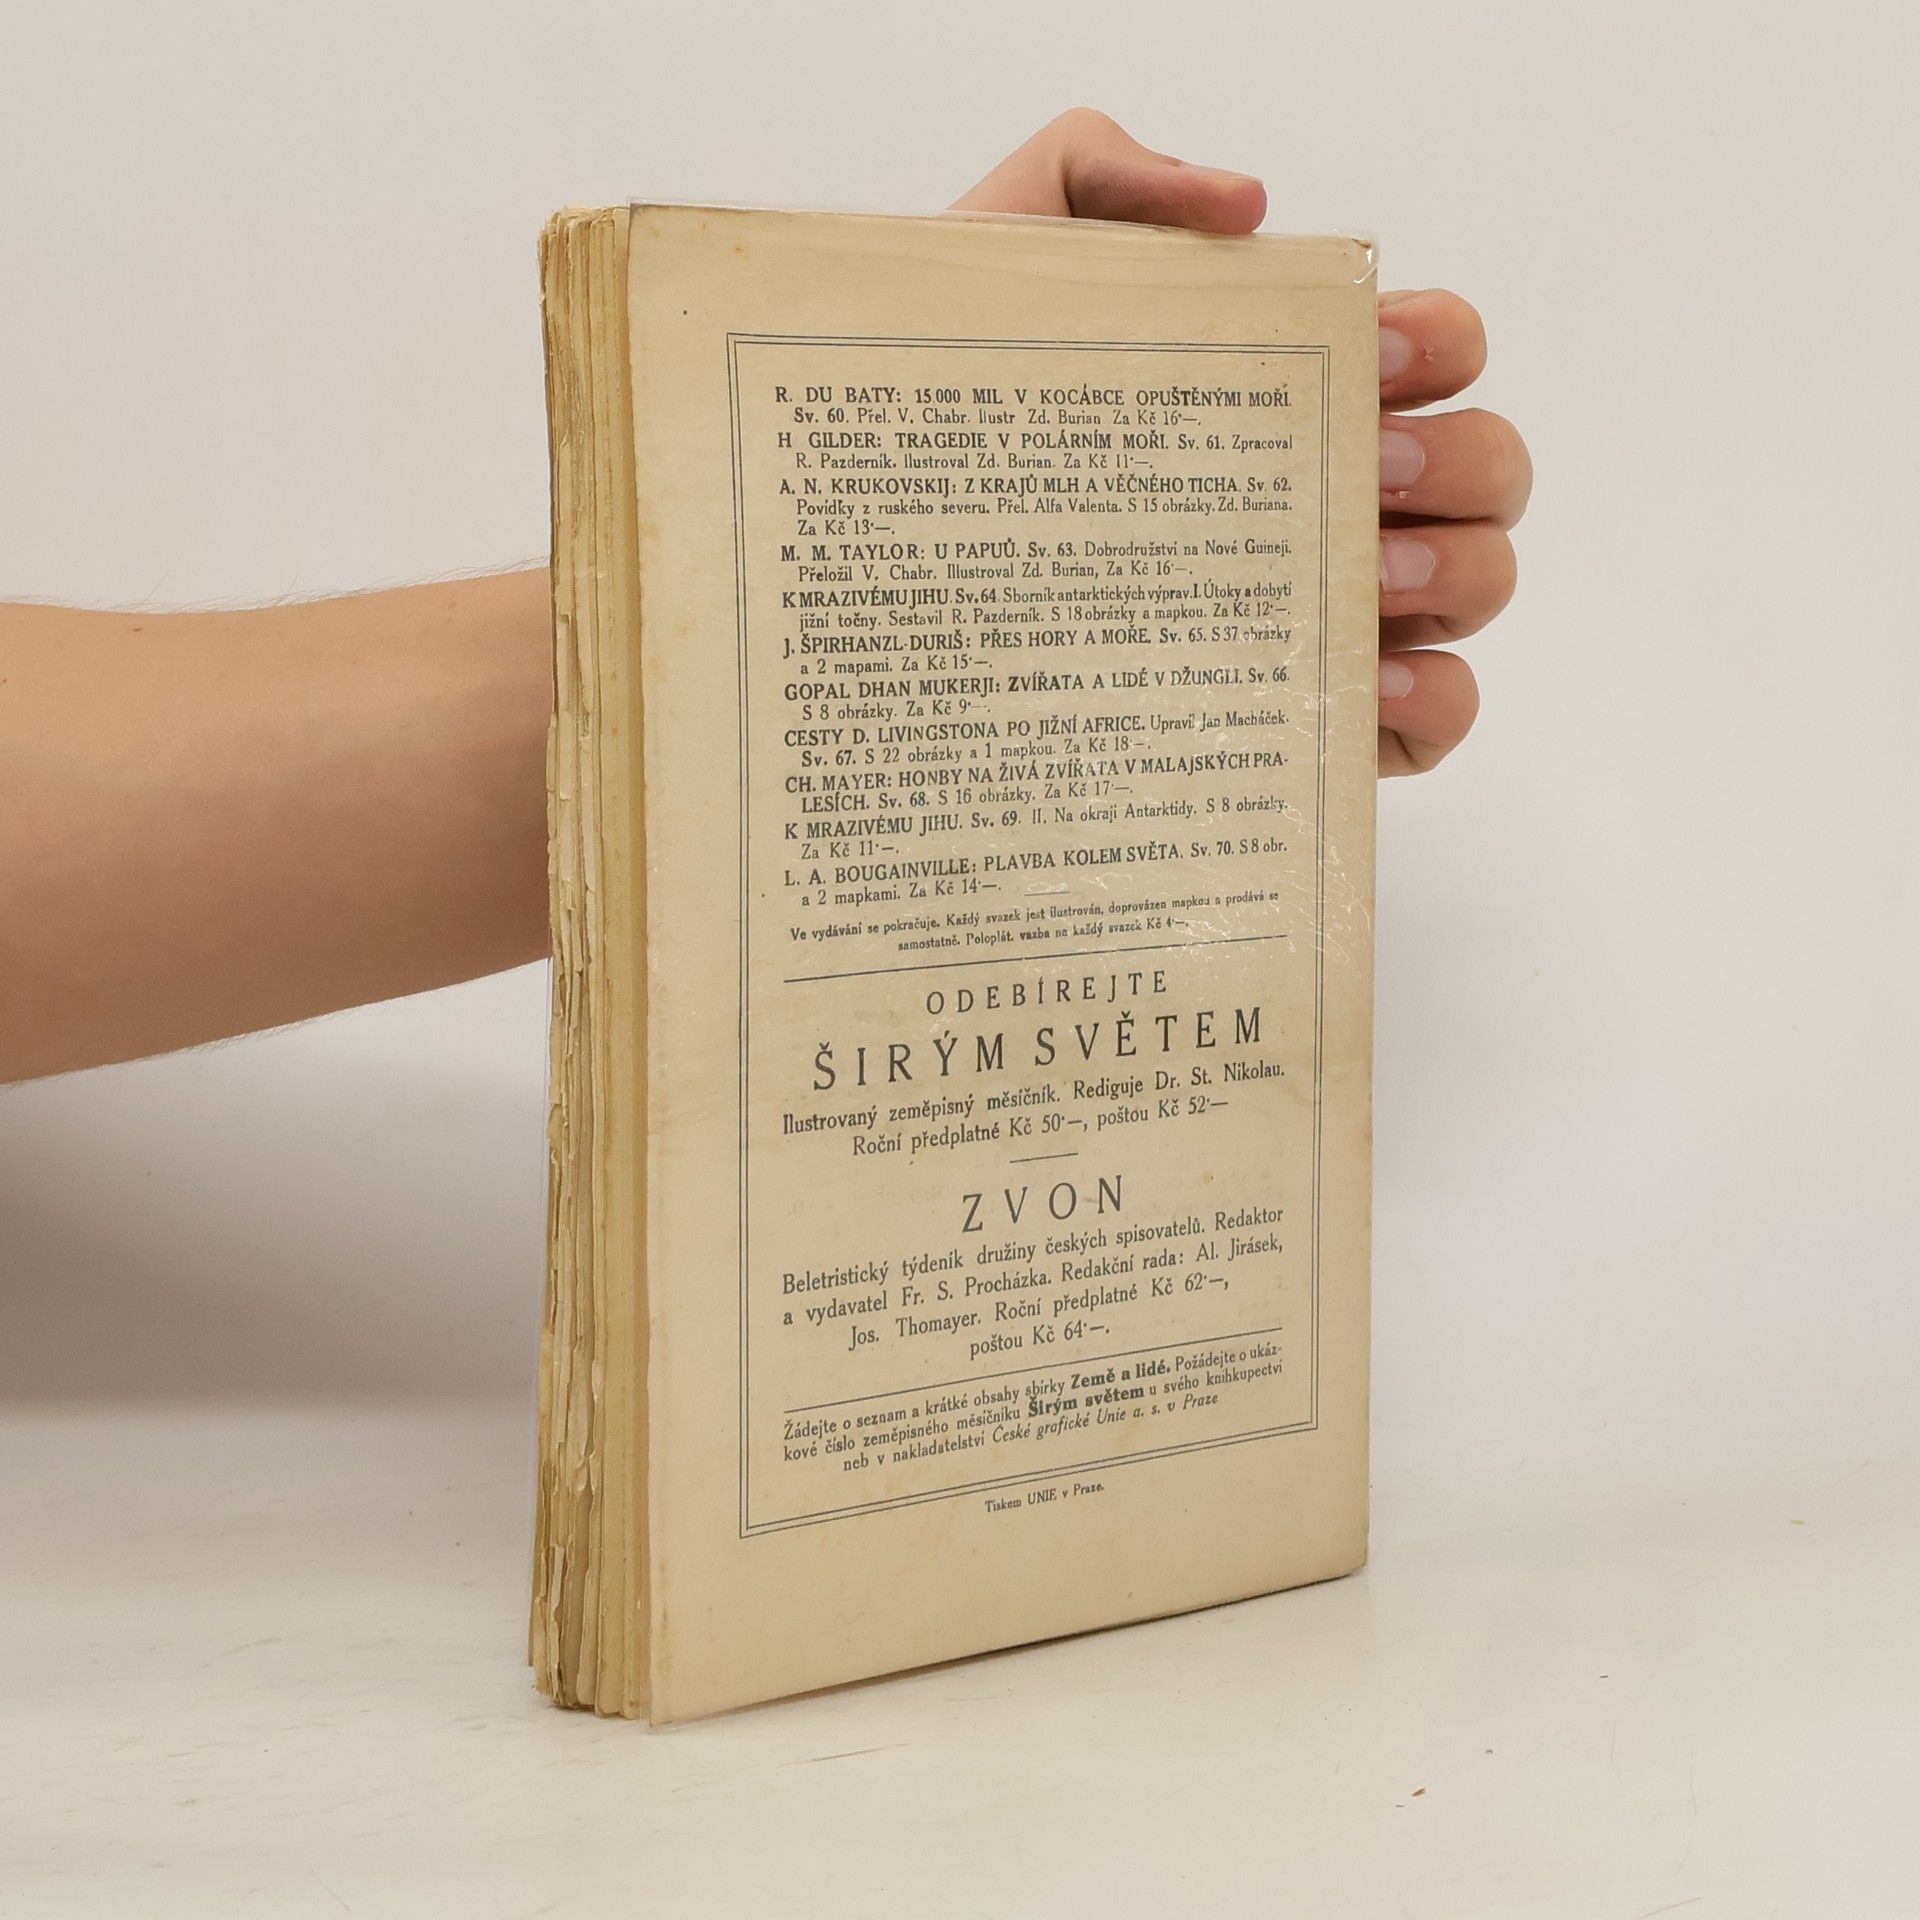 R. DU BATY: 15.000 MIL V KOCÁBCE OPUŠTĚNÝMI MOŘI.
Sv. 60. Přel. V. Chabr. Ilustr Zd. Burian Za Kč 16·—.
H GILDER: TRAGEDIE V POLÁRNÍM MOŘI. Sv. 61. Zpracoval
R. Pazderník. Ilustroval Zd. Burian. Za Kč 11·—.
A. N. KRUKOVSKIJ: Z KRAJŮ MLH A VĚČNÉHO TICHA. Sv. 62.
Povídky z ruského severu. Přel. Alfa Valenta. S 15 obrázky. Zd. Buriana.
Za Kč 13·—.
M. M. TAYLOR: U PAPUŮ. Sv. 63. Dobrodružství na Nové Guineji.
Přeložil V. Chabr. Illustroval Zd. Burian, Za Kč 16·—.
K MRAZIVÉMU JIHU. Sv. 64. Sborník antarktických výprav. I. Útoky a dobytí
jižní točny. Sestavil R. Pazderník. S 18 obrázky a mapkou. Za Kč 12·—.
J. ŠPIRHANZL-DURIŠ: PŘES HORY A MOŘE. Sv. 65. S 37 obrázky
a 2 mapami. Za Kč 15·—.
GOPAL DHAN MUKERJI: ZVÍŘATA A LIDÉ V DŽUNGLI. Sv. 66.
S 8 obrázky. Za Kč 9·—.
CESTY D. LIVINGSTONA PO JIŽNÍ AFRICE. Upravil Jan Macháček.
Sv. 67. S 22 obrázky a 1 mapkou. Za Kč 18·—.
CH. MAYER: HONBY NA ŽIVÁ ZVÍŘATA V MALAJSKÝCH PRA-
LESÍCH. Sv. 68. S 16 obrázky. Za Kč 17·—.
K MRAZIVÉMU JIHU. Sv. 69. II. Na okraji Antarktidy. S 8 obrázky.
Za Kč 11·—.
L. A. BOUGAINVILLE: PLAVBA KOLEM SVĚTA. Sv. 70. S 8 obr.
a 2 mapkami. Za Kč 14·—.
Ve vydávání se pokračuje. Každý svazek jest ilustrován, doprovázen mapkou a prodává se
samostatně. Poloplát. vazba na každý svazek Kč 4·—.
ODEBÍREJTE
ŠIRÝM SVĚTEM
Ilustrovaný zeměpisný měsíčník. Rediguje Dr. St. Nikolau.
Roční předplatné Kč 50·—, poštou Kč 52·—
ZVON
Beletristický týdeník družiny českých spisovatelů. Redaktor
a vydavatel Fr. S. Procházka. Redakční rada: Al. Jirásek,
Jos. Thomayer. Roční předplatné Kč 62·—,
poštou Kč 64·—.
Žádejte o seznam a krátké obsahy sbírky Země a lidé. Požádejte o ukáz-
kové číslo zeměpisného měsíčníku Širým světem u svého knihkupectví
neb v nakladatelství České grafické Unie a. s. v Praze
Tiskem UNIE v Praze.